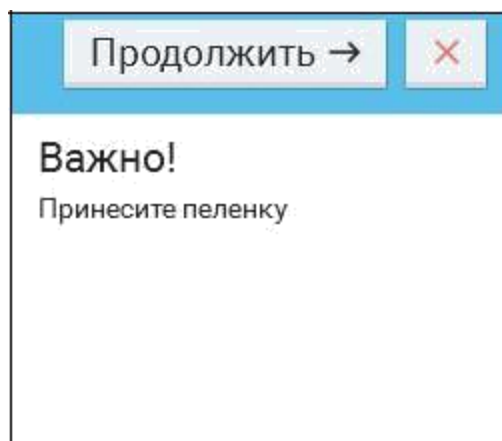 Продолжить →
Важно!
Принесите пеленку